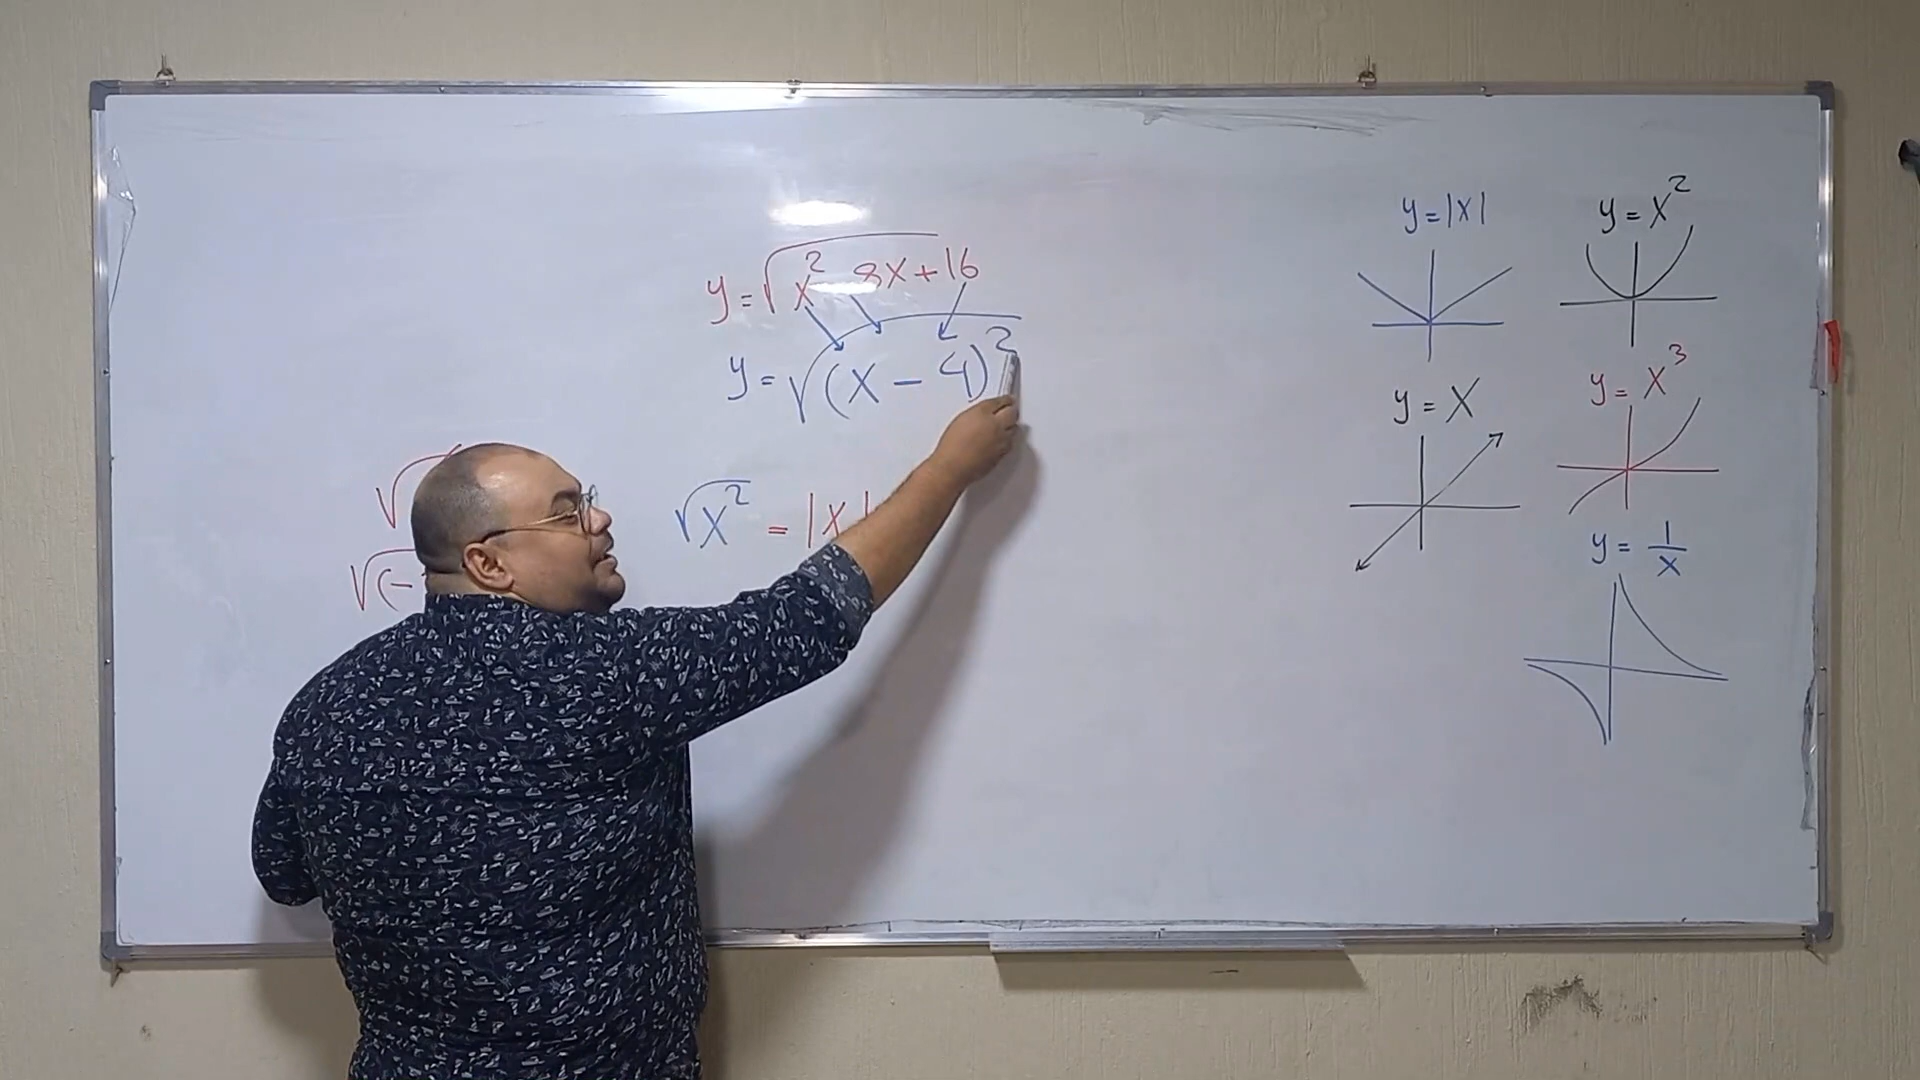 y = √x² 8x + 16
y = √(x - 4)²
√
√x² = |x|
√(-
y = |x|
y = x²
y = x
y = x³
y = 1/x